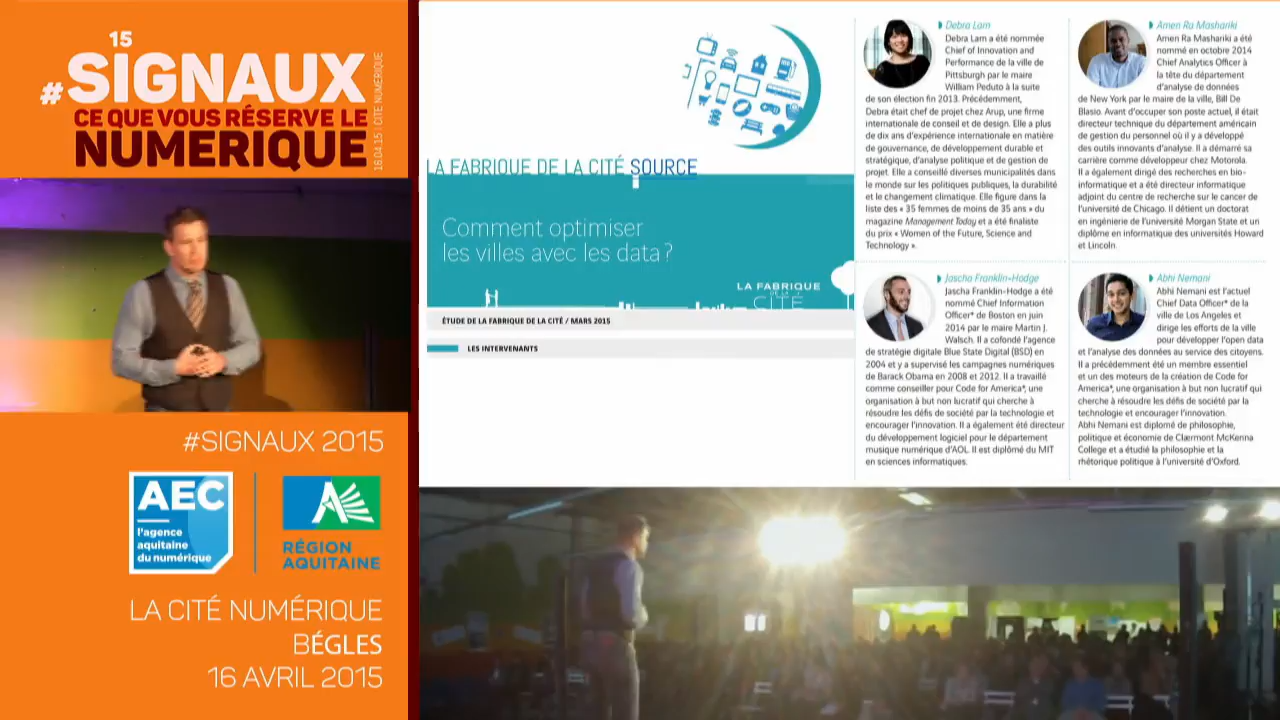 15
#SIGNAUX
CE QUE VOUS RÉSERVE LE
NUMERIQUE
16.04.15 | CITÉ NUMÉRIQUE
#SIGNAUX 2015
AEC
l'agence
aquitaine
du numérique
RÉGION
AQUITAINE
LA CITÉ NUMÉRIQUE
BÉGLES
16 AVRIL 2015
LA FABRIQUE DE LA CITÉ SOURCE
Comment optimiser
les villes avec les data ?
LA FABRIQUE
DE LA
CITÉ
ÉTUDE DE LA FABRIQUE DE LA CITÉ / MARS 2015
LES INTERVENANTS
Debra Lam
Debra Lam a été nommée
Chief of Innovation and
Performance de la ville de
Pittsburgh par le maire
William Peduto à la suite
de son élection fin 2013. Précédemment,
Debra était chef de projet chez Arup, une firme
internationale de conseil et de design. Elle a plus
de dix ans d'expérience internationale en matière
de gouvernance, de développement durable et
stratégique, d'analyse politique et de gestion de
projet. Elle a conseillé diverses municipalités dans
le monde sur les politiques publiques, la durabilité
et le changement climatique. Elle figure dans la
liste des « 35 femmes de moins de 35 ans » du
magazine Management Today et a été finaliste
du prix « Women of the Future, Science and
Technology ».
Amen Ra Mashariki
Amen Ra Mashariki a été
nommé en octobre 2014
Chief Analytics Officer à
la tête du département
d'analyse de données
de New York par le maire de la ville, Bill De
Blasio. Avant d'occuper son poste actuel, il était
directeur technique du département américain
de gestion du personnel où il y a développé
des outils innovants d'analyse. Il a démarré sa
carrière comme développeur chez Motorola.
Il a également dirigé des recherches en bio-
informatique et a été directeur informatique
adjoint du centre de recherche sur le cancer de
l'université de Chicago. Il détient un doctorat
en ingénierie de l'université Morgan State et un
diplôme en informatique des universités Howard
et Lincoln.
Jascha Franklin-Hodge
Jascha Franklin-Hodge a été
nommé Chief Information
Officer* de Boston en juin
2014 par le maire Martin J.
Walsch. Il a cofondé l'agence
de stratégie digitale Blue State Digital (BSD) en
2004 et y a supervisé les campagnes numériques
de Barack Obama en 2008 et 2012. Il a travaillé
comme conseiller pour Code for America*, une
organisation à but non lucratif qui cherche à
résoudre les défis de société par la technologie et
encourager l'innovation. Il a également été directeur
du développement logiciel pour le département
musique numérique d'AOL. Il est diplômé du MIT
en sciences informatiques.
Abhi Nemani
Abhi Nemani est l'actuel
Chief Data Officer* de la
ville de Los Angeles et
dirige les efforts de la ville
pour développer l'open data
et l'analyse des données au service des citoyens.
Il a précédemment été un membre essentiel
et un des moteurs de la création de Code for
America*, une organisation à but non lucratif qui
cherche à résoudre les défis de société par la
technologie et encourager l'innovation.
Abhi Nemani est diplomé de philosophie,
politique et économie de Clærmont McKenna
College et a étudié la philosophie et la
rhétorique politique à l'université d'Oxford.